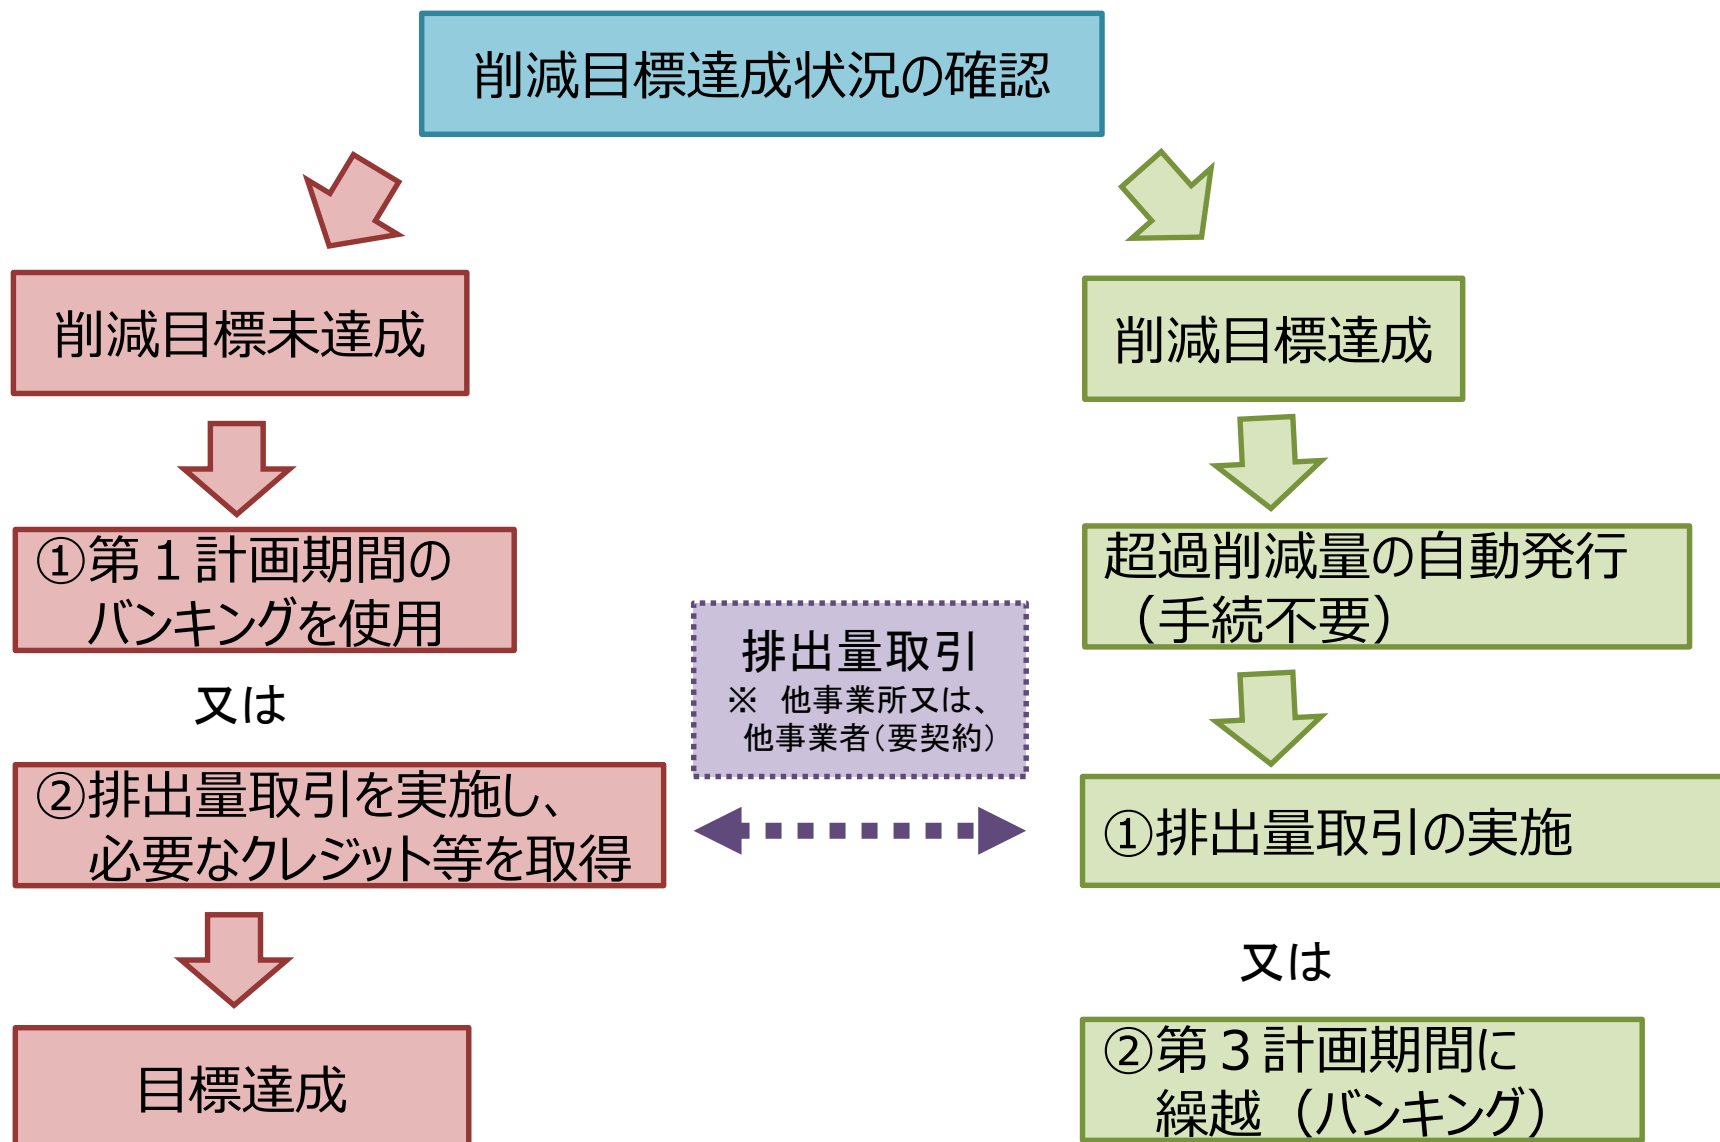 削減目標達成状況の確認
削減目標未達成
①第１計画期間の
バンキングを使用
又は
②排出量取引を実施し、
必要なクレジット等を取得
目標達成
排出量取引
※　他事業所又は、
他事業者（要契約）
削減目標達成
超過削減量の自動発行
（手続不要）
①排出量取引の実施
又は
②第３計画期間に
繰越（バンキング）